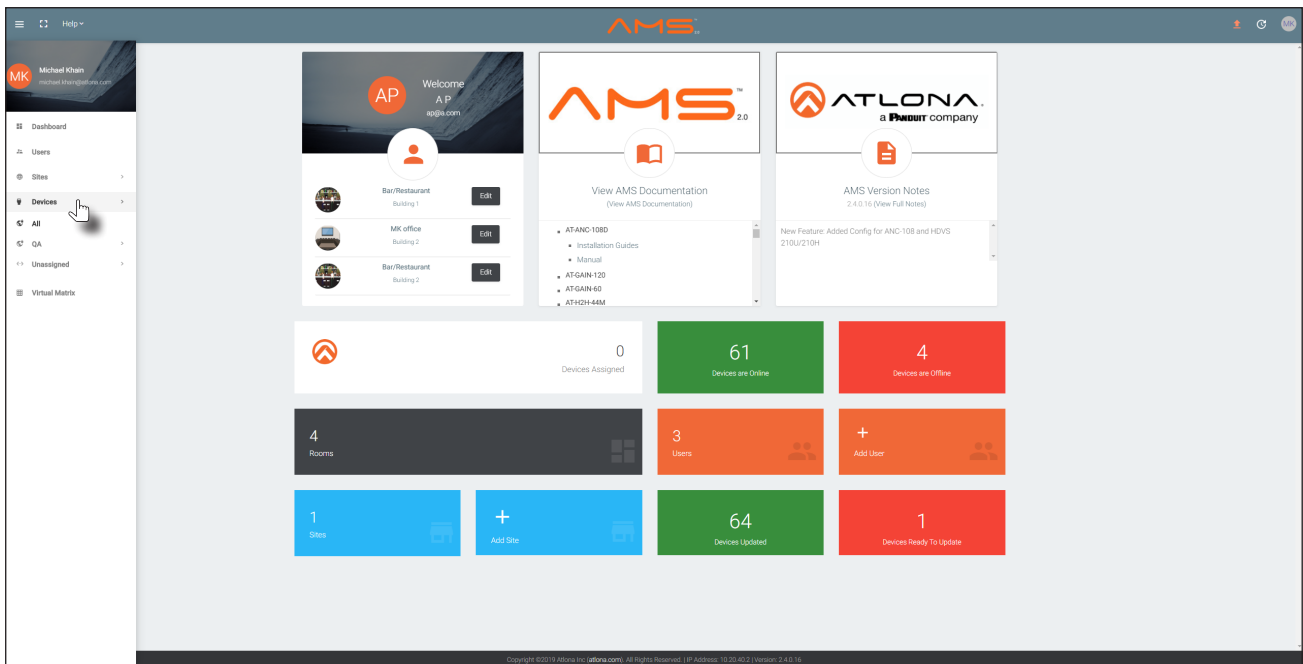 Help
AMS™ 2.0
MK
MK
Michael Khain
michael.khain@atlona.com
Dashboard
Users
Sites
Devices
All
QA
Unassigned
Virtual Matrix
AP
Welcome
A P
ap@a.com
Bar/Restaurant
Building 1
Edit
MK office
Building 2
Edit
Bar/Restaurant
Building 2
Edit
AMS™ 2.0
View AMS Documentation
(View AMS Documentation)
AT-ANC-108D
Installation Guides
Manual
AT-GAIN-120
AT-GAIN-60
AT-H2H-44M
ATLONA.
a PANDUIT company
AMS Version Notes
2.4.0.16 (View Full Notes)
New Feature: Added Config for ANC-108 and HDVS
210U/210H
0
Devices Assigned
61
Devices are Online
4
Devices are Offline
4
Rooms
3
Users
+
Add User
1
Sites
+
Add Site
64
Devices Updated
1
Devices Ready To Update
Copyright ©2019 Atlona Inc (atlona.com). All Rights Reserved. | IP Address: 10.20.40.2 | Version: 2.4.0.16